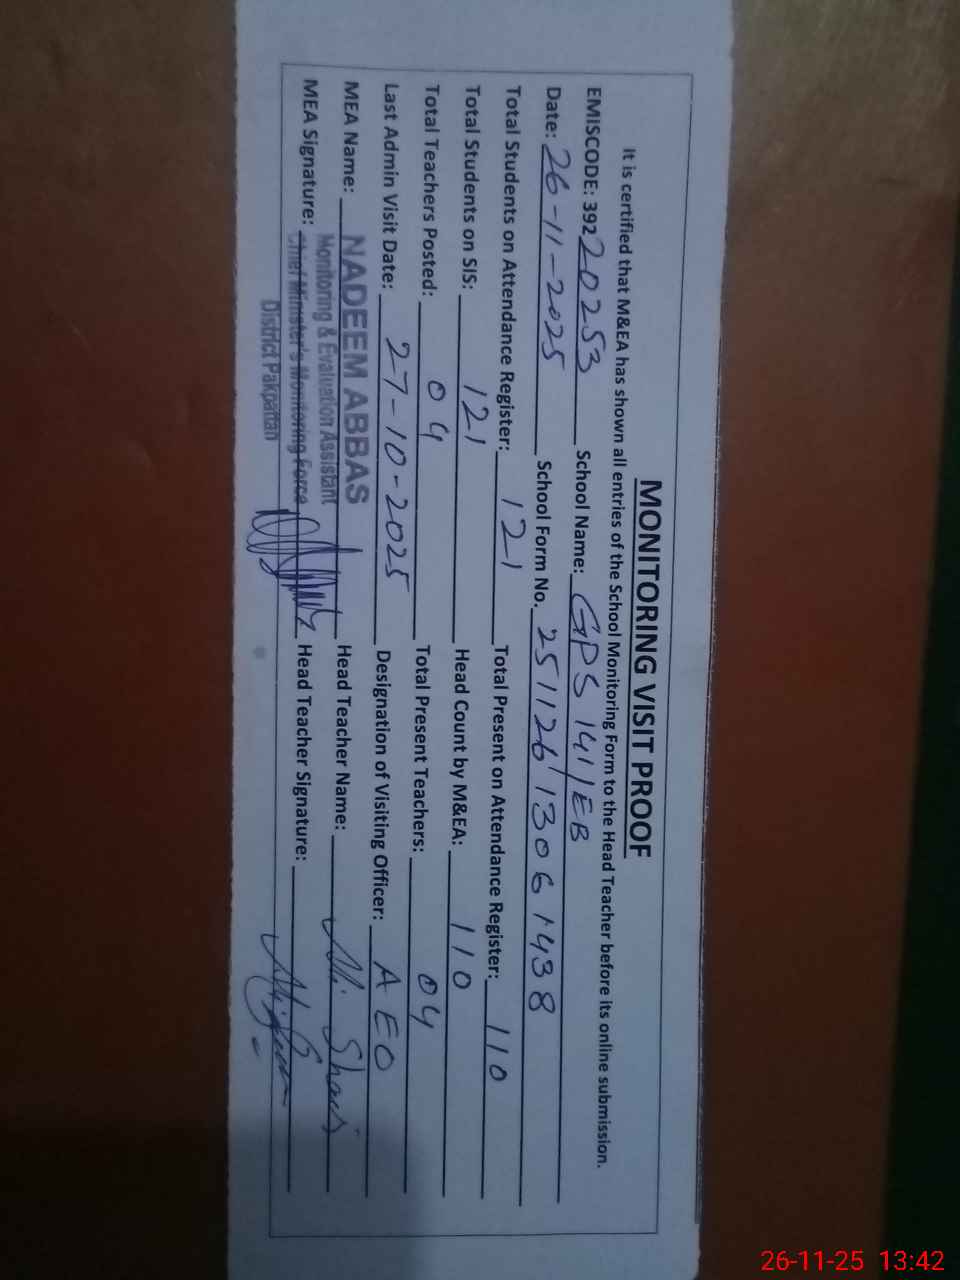 MONITORING VISIT PROOF
It is certified that M&EA has shown all entries of the School Monitoring Form to the Head Teacher before its online submission.
EMISCODE: 39220253 School Name: GPS 141/EB
Date: 26-11-2025 School Form No. 25112613061438
Total Students on Attendance Register: 121 Total Present on Attendance Register: 110
Total Students on SIS: 121 Head Count by M&EA: 110
Total Teachers Posted: 04 Total Present Teachers: 04
Last Admin Visit Date: 27-10-2025 Designation of Visiting Officer: AEO
MEA Name: NADEEM ABBAS Head Teacher Name:
Monitoring & Evaluation Assistant
MEA Signature: Chief Minister's Monitoring Force Head Teacher Signature:
District Pakpattan
26-11-25 13:42